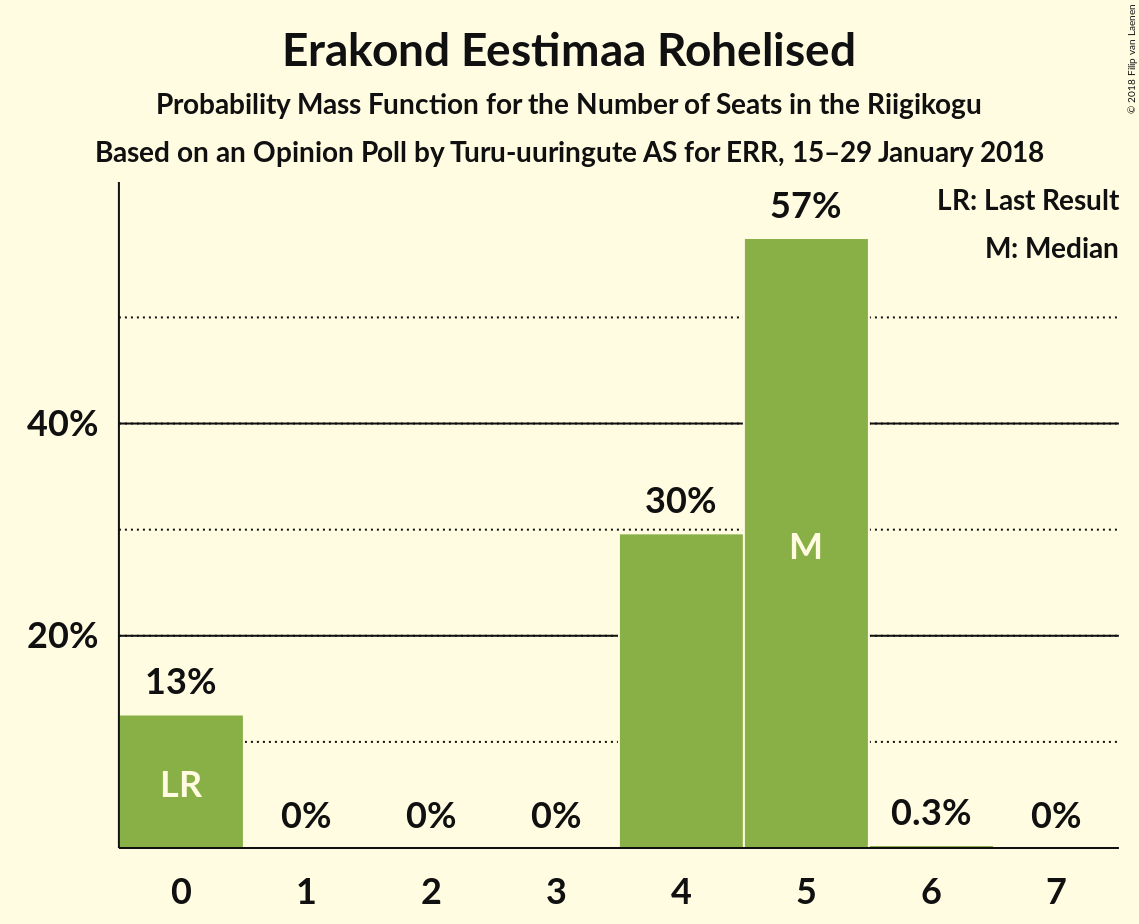 Erakond Eestimaa Rohelised
Probability Mass Function for the Number of Seats in the Riigikogu
Based on an Opinion Poll by Turu-uuringute AS for ERR, 15–29 January 2018
© 2018 Filip van Laenen
LR: Last Result
M: Median
57%
40%
30%
M
20%
13%
LR
0%
0%
0%
0.3%
0%
0 1 2 3 4 5 6 7